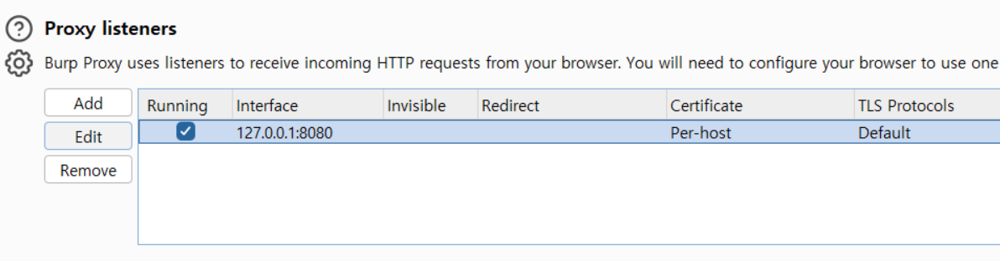 Proxy listeners
Burp Proxy uses listeners to receive incoming HTTP requests from your browser. You will need to configure your browser to use one
Add
Edit
Remove
Running Interface Invisible Redirect Certificate TLS Protocols
127.0.0.1:8080 Per-host Default